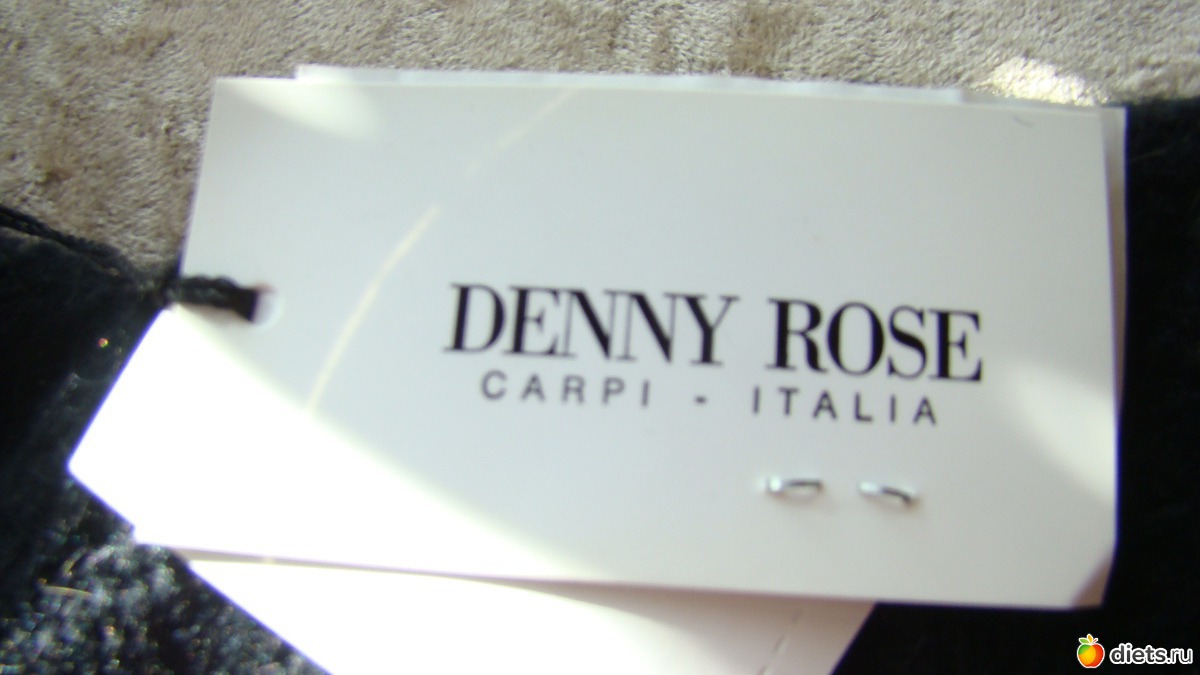 DENNY ROSE
CARPI - ITALIA
diets.ru